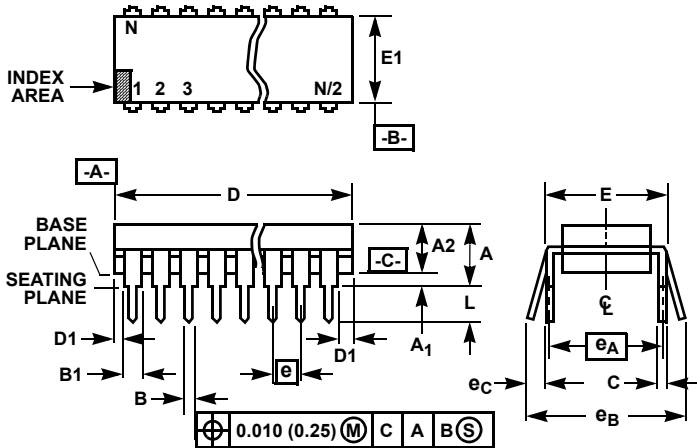 N
E1
INDEX
AREA
1 2 3 N/2
-B-
-A-
D
E
BASE
PLANE
A2
A
-C-
SEATING
PLANE
L
C
L
D1
A1
D1
eA
B1
e
eC
C
B
eB
0.010 (0.25) M C A B S